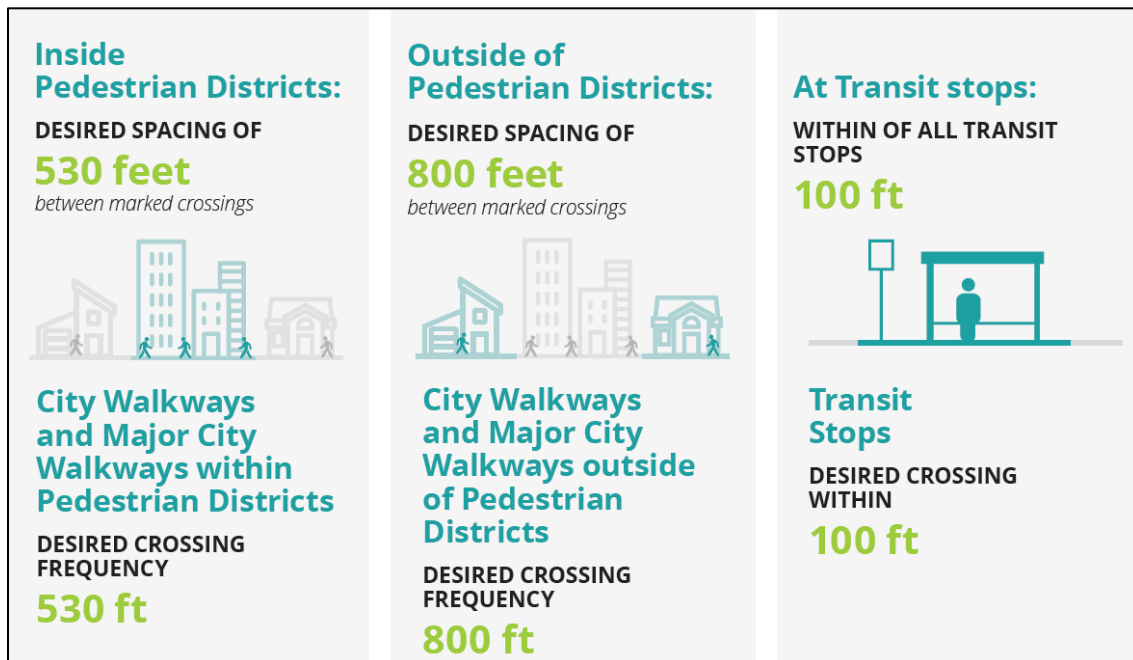 Inside
Pedestrian Districts:
DESIRED SPACING OF
530 feet
between marked crossings
City Walkways
and Major City
Walkways within
Pedestrian Districts
DESIRED CROSSING
FREQUENCY
530 ft
Outside of
Pedestrian Districts:
DESIRED SPACING OF
800 feet
between marked crossings
City Walkways
and Major City
Walkways outside
of Pedestrian
Districts
DESIRED CROSSING
FREQUENCY
800 ft
At Transit stops:
WITHIN OF ALL TRANSIT
STOPS
100 ft
Transit
Stops
DESIRED CROSSING
WITHIN
100 ft